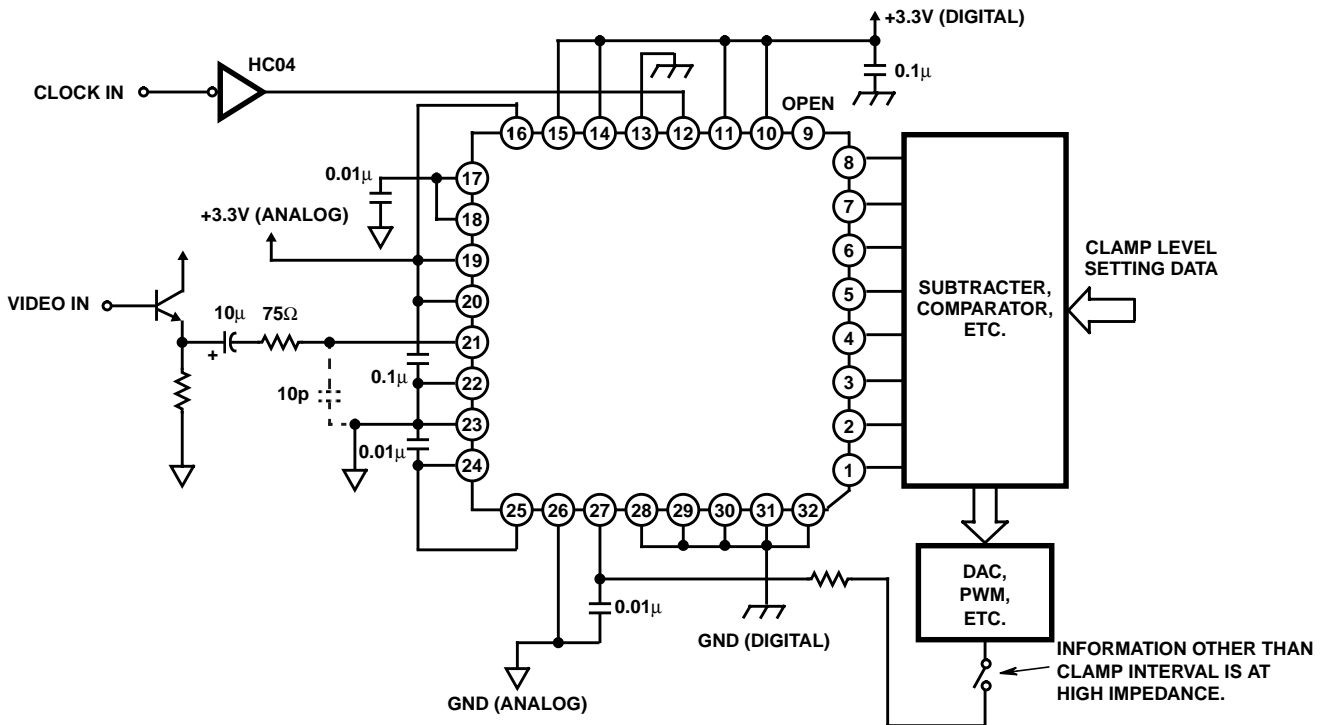 +3.3V (DIGITAL)
HC04
CLOCK IN
0.1μ
OPEN
16
15
14
13
12
11
10
9
8
7
6
5
4
3
2
1
17
18
19
20
21
22
23
24
25
26
27
28
29
30
31
32
0.01μ
+3.3V (ANALOG)
VIDEO IN
10μ
75Ω
+
10p
0.1μ
0.01μ
SUBTRACTER,
COMPARATOR,
ETC.
CLAMP LEVEL
SETTING DATA
DAC,
PWM,
ETC.
0.01μ
GND (DIGITAL)
GND (ANALOG)
INFORMATION OTHER THAN
CLAMP INTERVAL IS AT
HIGH IMPEDANCE.